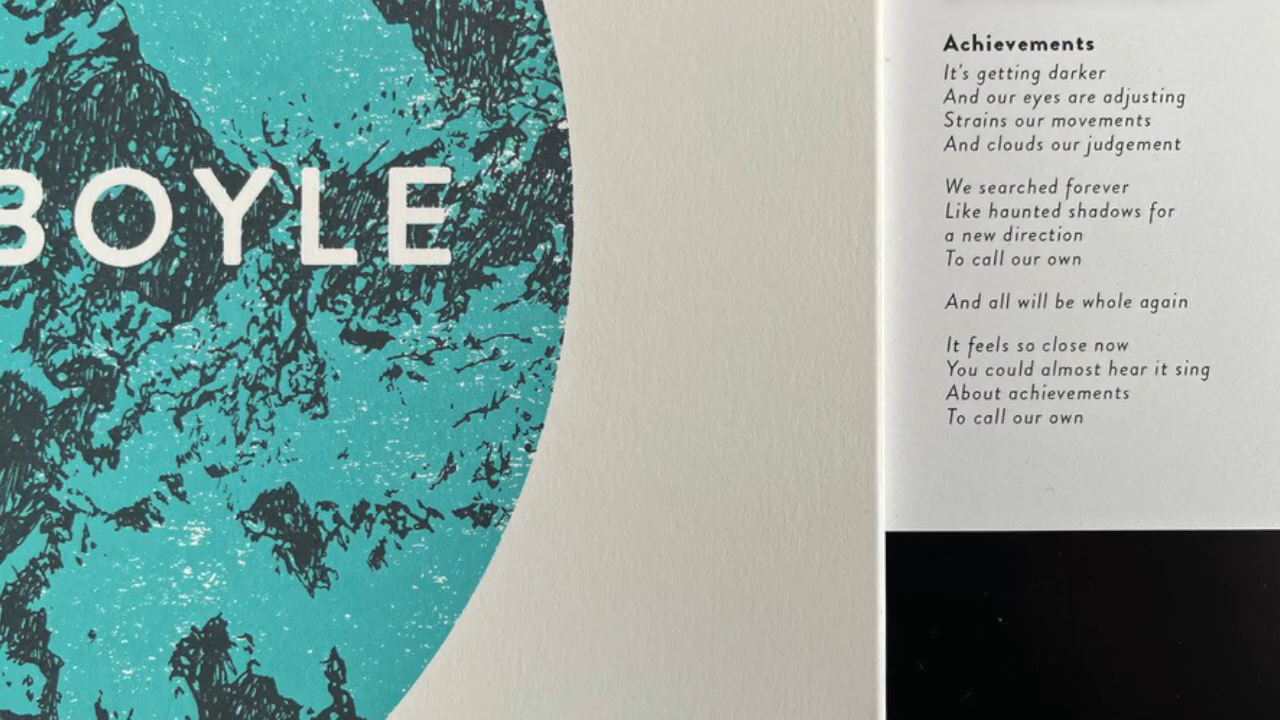 BOYLE
Achievements
It's getting darker
And our eyes are adjusting
Strains our movements
And clouds our judgement
We searched forever
Like haunted shadows for
a new direction
To call our own
And all will be whole again
It feels so close now
You could almost hear it sing
About achievements
To call our own